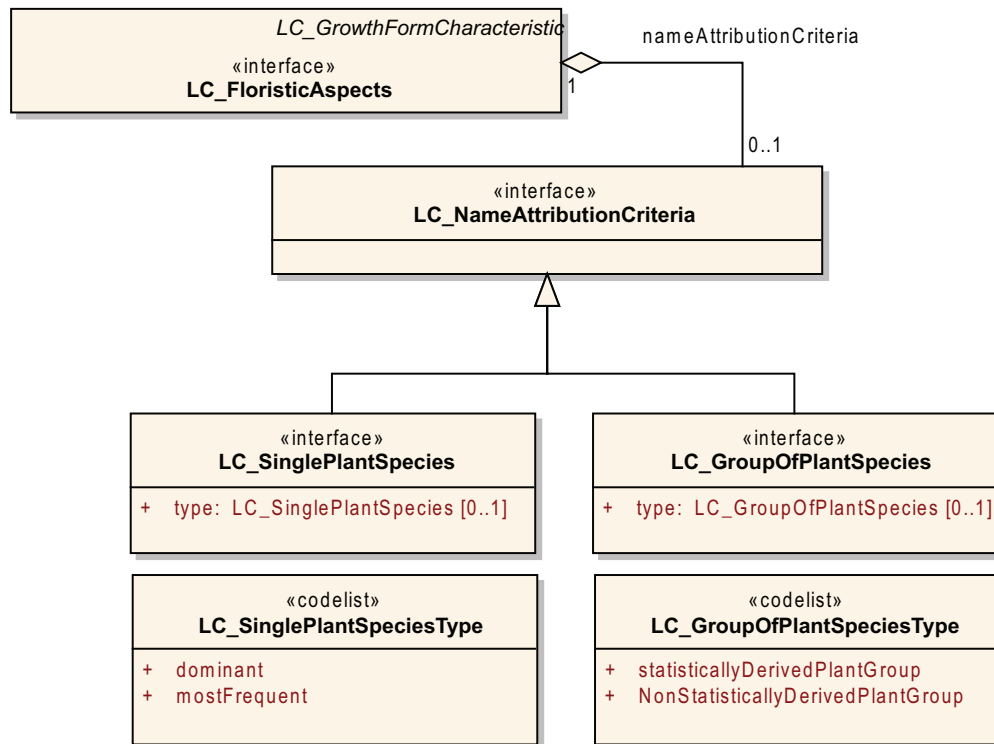 LC_GrowthFormCharacteristic
«interface»
LC_FloristicAspects
nameAttributionCriteria
1
0..1
«interface»
LC_NameAttributionCriteria
«interface»
LC_SinglePlantSpecies
+ type: LC_SinglePlantSpecies [0..1]
«interface»
LC_GroupOfPlantSpecies
+ type: LC_GroupOfPlantSpecies [0..1]
«codelist»
LC_SinglePlantSpeciesType
+ dominant
+ mostFrequent
«codelist»
LC_GroupOfPlantSpeciesType
+ statisticallyDerivedPlantGroup
+ NonStatisticallyDerivedPlantGroup